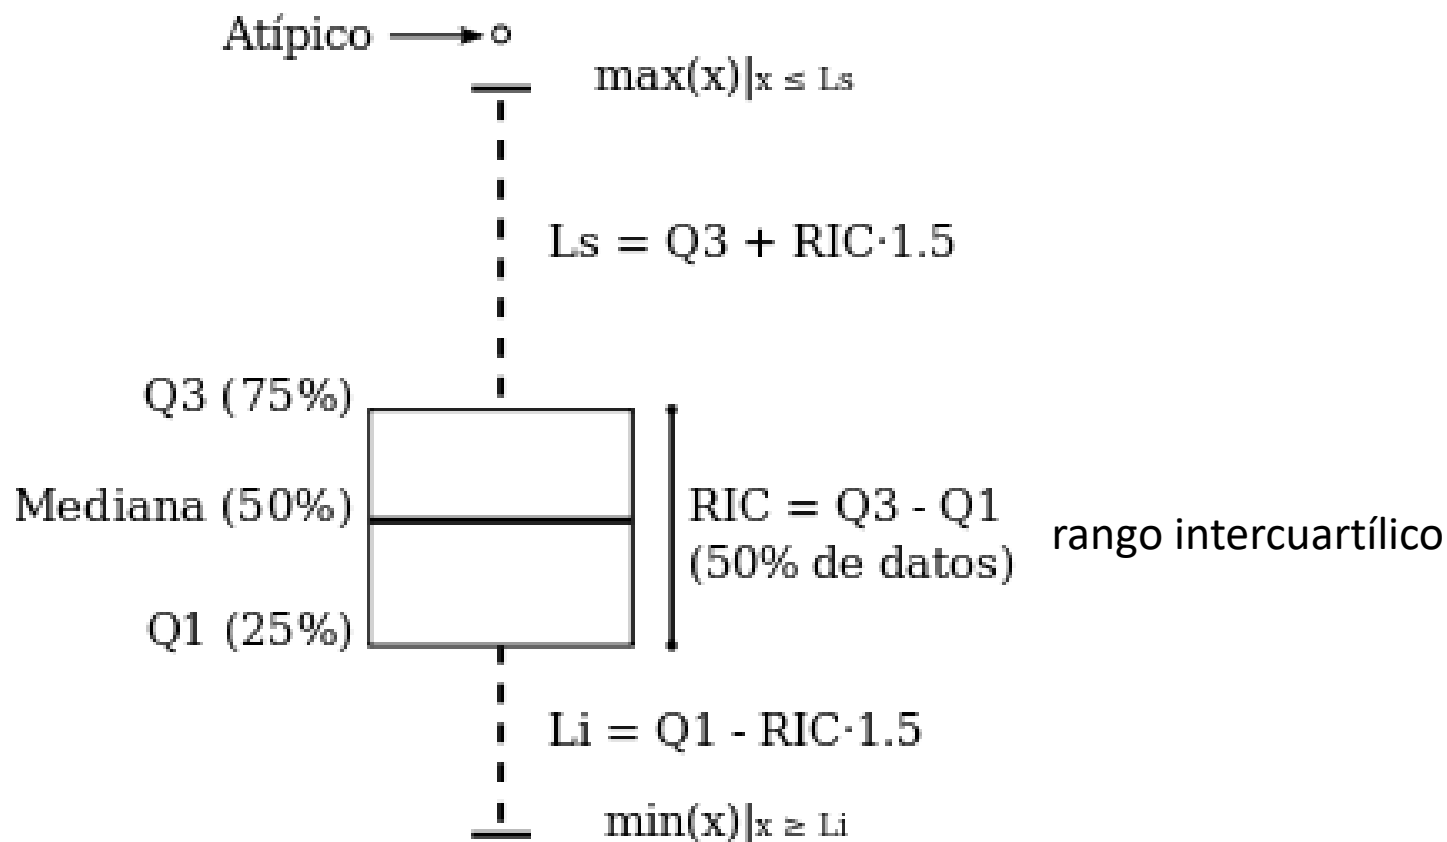 Atípico
max(x)|x ≤ Ls
Ls = Q3 + RIC·1.5
Q3 (75%)
Mediana (50%)
RIC = Q3 - Q1
(50% de datos)
rango intercuartílico
Q1 (25%)
Li = Q1 - RIC·1.5
min(x)|x ≥ Li